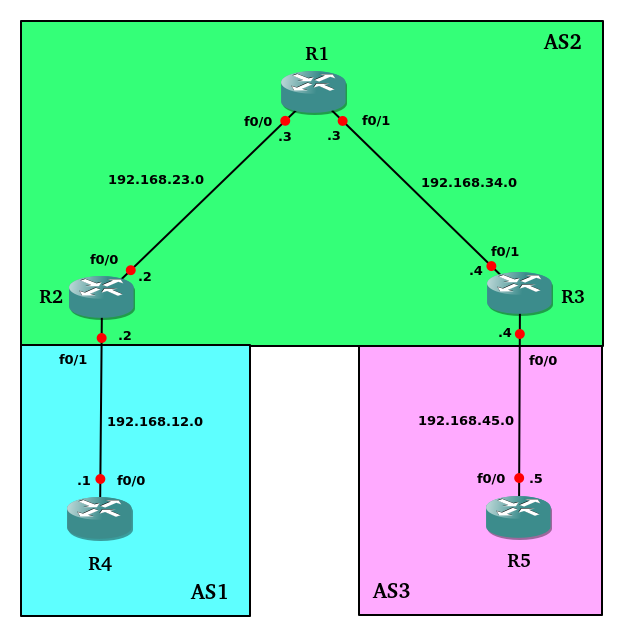 AS2
R1
f0/0
f0/1
.3
.3
192.168.23.0
192.168.34.0
f0/1
f0/0
.4
.2
R2
R3
.4
.2
f0/1
f0/0
192.168.12.0
192.168.45.0
.1
f0/0
f0/0
.5
R4
R5
AS1
AS3